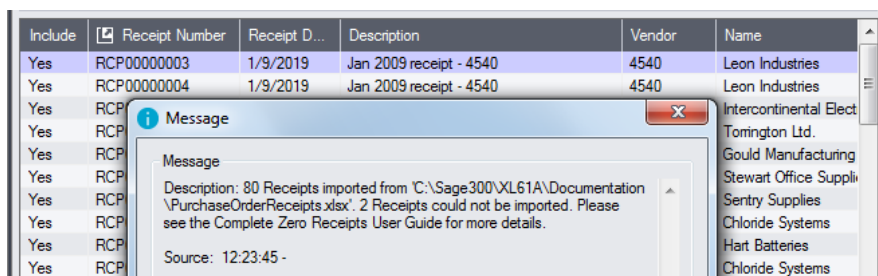 Include Receipt Number Receipt D... Description Vendor Name
Yes RCP00000003 1/9/2019 Jan 2009 receipt - 4540 4540 Leon Industries
Yes RCP00000004 1/9/2019 Jan 2009 receipt - 4540 4540 Leon Industries
Yes RCP Intercontinental Elect
Yes RCP Message Torrington Ltd.
Yes RCP Gould Manufacturing
Message
Yes RCP Stewart Office Suppli
Description: 80 Receipts imported from 'C:\Sage300\XL61A\Documentation
Yes RCP \PurchaseOrderReceipts.xlsx'. 2 Receipts could not be imported. Please Sentry Supplies
Yes RCP see the Complete Zero Receipts User Guide for more details. Chloride Systems
Yes RCP Hart Batteries
Yes RCP Source: 12:23:45 - Chloride Systems